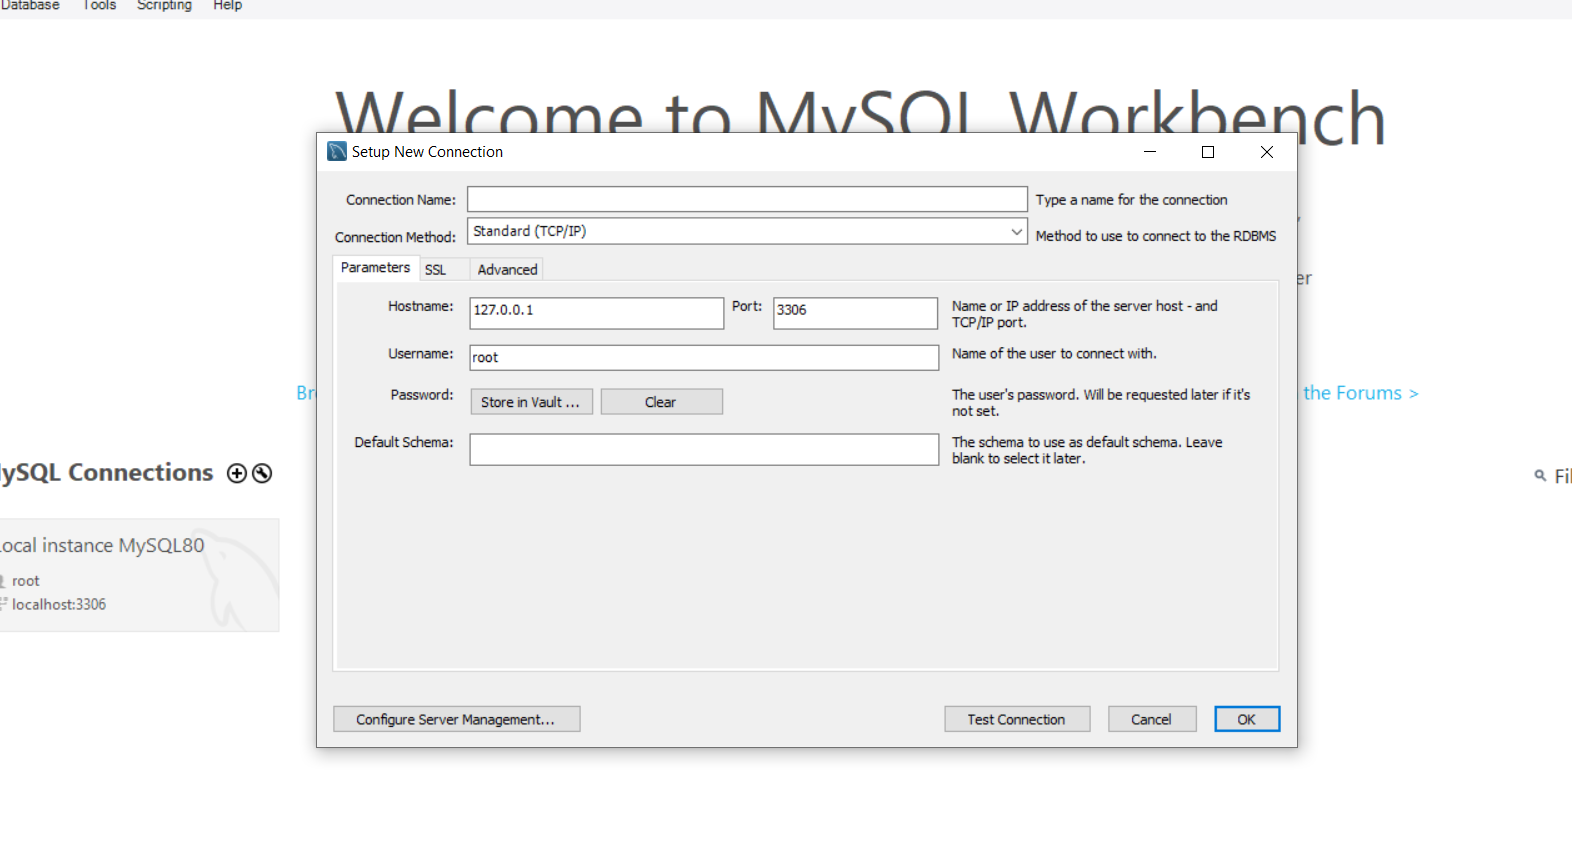 Database Tools Scripting Help
Welcome to MySQL Workbench
Setup New Connection
Connection Name: Type a name for the connection
Connection Method: Standard (TCP/IP) Method to use to connect to the RDBMS
Parameters SSL Advanced
Hostname: 127.0.0.1 Port: 3306 Name or IP address of the server host - and
TCP/IP port.
Username: root Name of the user to connect with.
Password: Store in Vault ... Clear The user's password. Will be requested later if it's
not set.
Default Schema: The schema to use as default schema. Leave
blank to select it later.
Configure Server Management... Test Connection Cancel OK
er
Br the Forums >
ySQL Connections
Fil
ocal instance MySQL80
root
localhost:3306